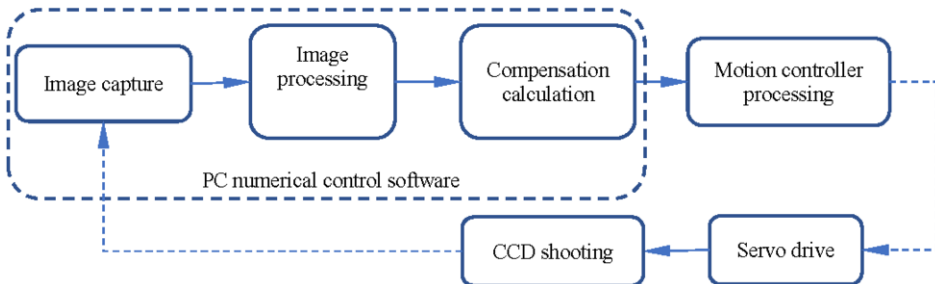 Image capture
Image
processing
Compensation
calculation
Motion controller
processing
PC numerical control software
CCD shooting
Servo drive